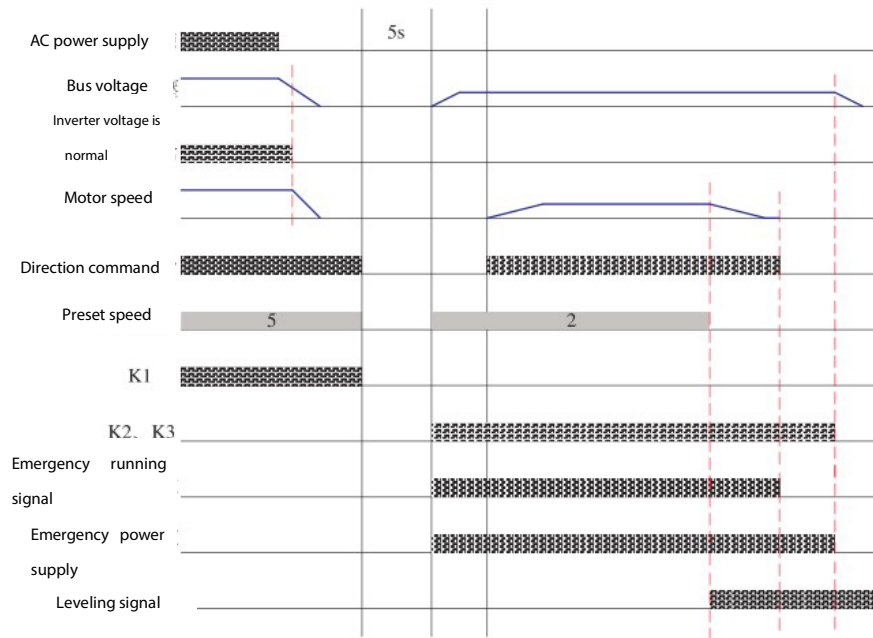 5s
AC power supply
Bus voltage
Inverter voltage is
normal
Motor speed
Direction command
Preset speed
5
2
K1
K2、K3
Emergency running
signal
Emergency power
supply
Leveling signal